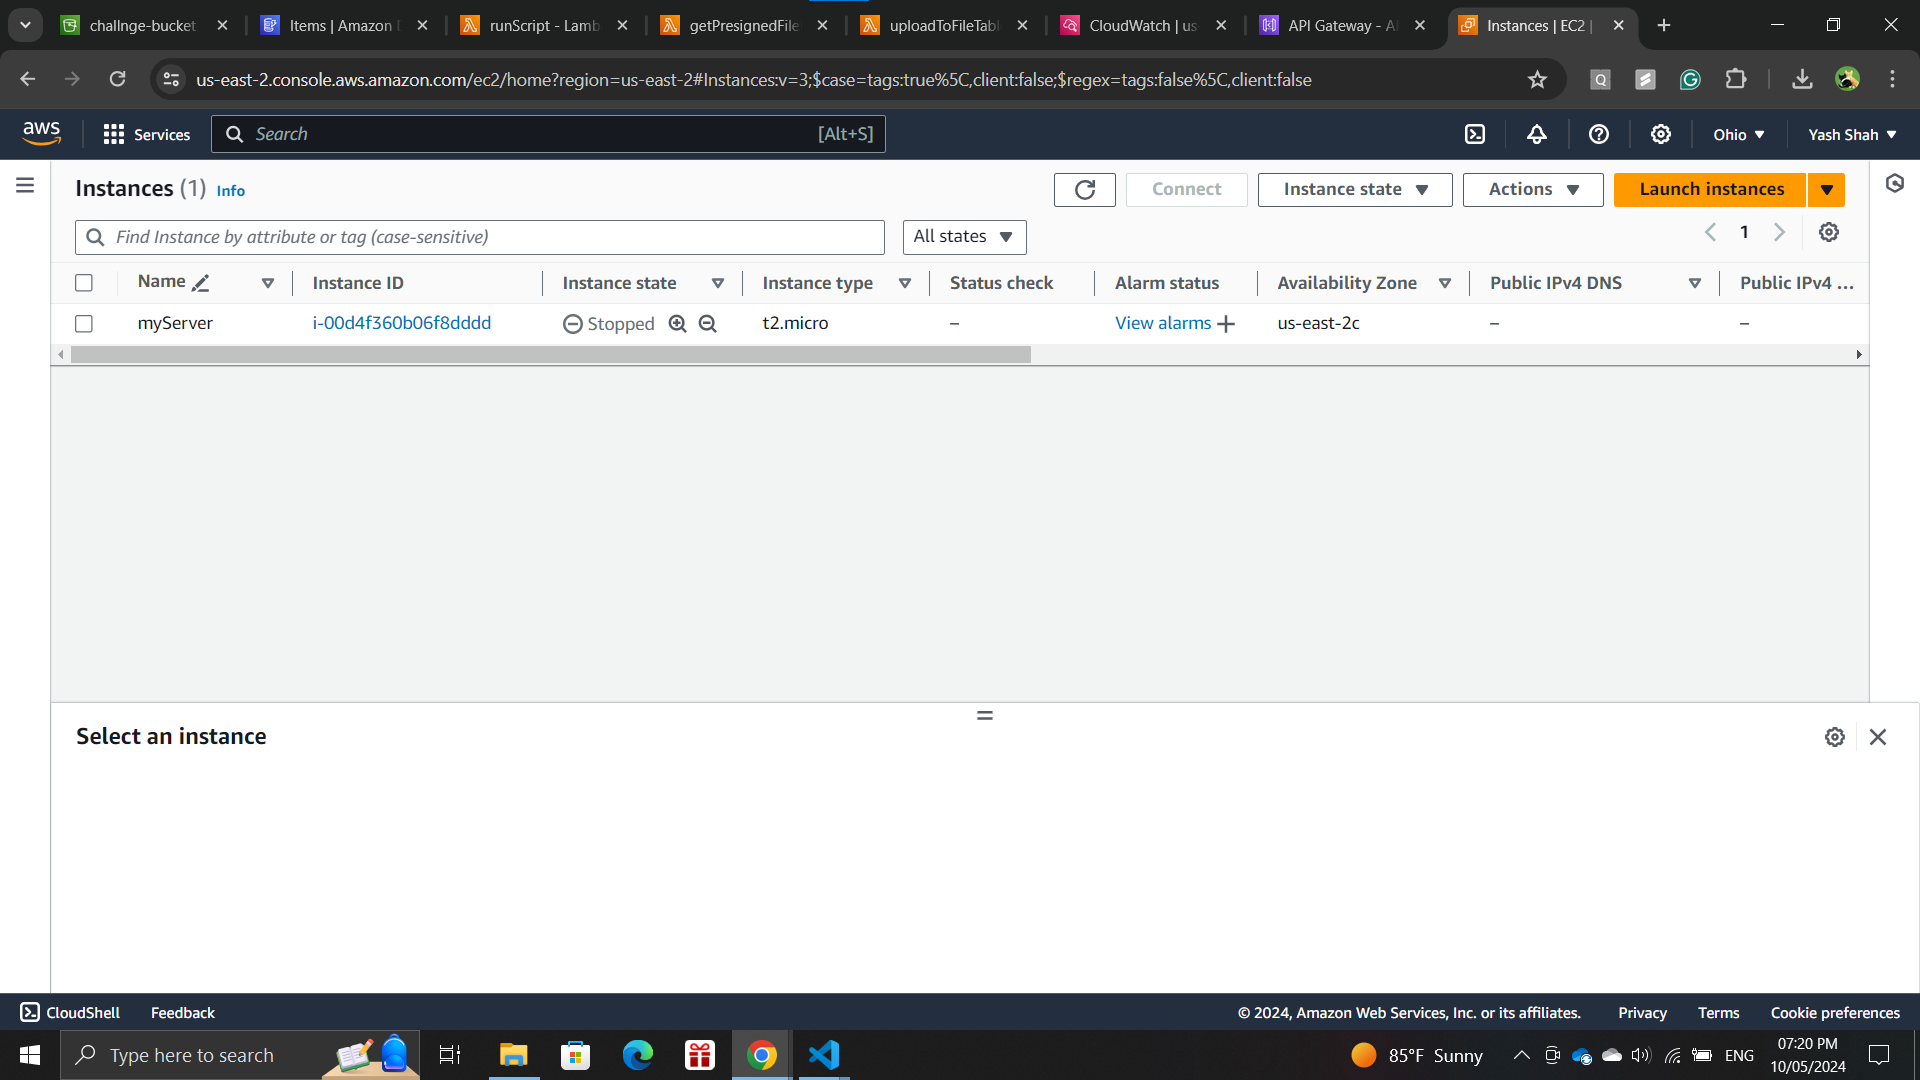 challnge-bucket
Items | Amazon D
runScript - Lamb
getPresignedFile
uploadToFileTabl
CloudWatch | us
API Gateway - A
Instances | EC2 |
us-east-2.console.aws.amazon.com/ec2/home?region=us-east-2#Instances:v=3;$case=tags:true%5C,client:false;$regex=tags:false%5C,client:false
aws
Services
Search
[Alt+S]
Ohio
Yash Shah
Instances (1) Info
Connect
Instance state
Actions
Launch instances
Find Instance by attribute or tag (case-sensitive)
All states
1
Name Instance ID Instance state Instance type Status check Alarm status Availability Zone Public IPv4 DNS Public IPv4 ...
myServer i-00d4f360b06f8dddd Stopped t2.micro – View alarms + us-east-2c – –
Select an instance
CloudShell Feedback
© 2024, Amazon Web Services, Inc. or its affiliates. Privacy Terms Cookie preferences
Type here to search
85°F Sunny
ENG
07:20 PM
10/05/2024